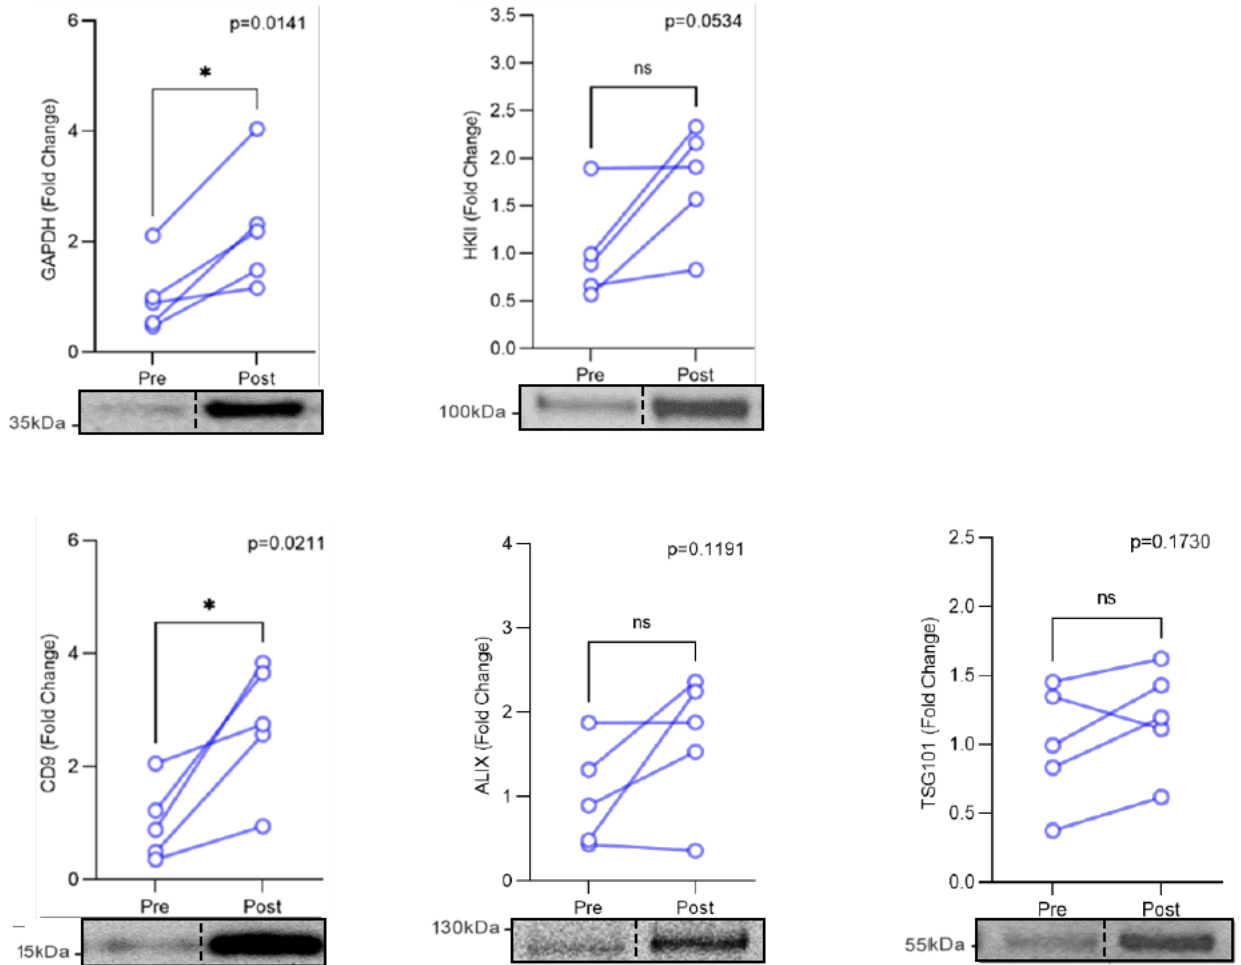 p=0.0141
*
GAPDH (Fold Change)
6
4
2
0
Pre Post
35kDa
p=0.0534
ns
HKII (Fold Change)
3.5
3.0
2.5
2.0
1.5
1.0
0.5
0.0
Pre Post
100kDa
p=0.0211
*
CD9 (Fold Change)
6
4
2
0
Pre Post
15kDa
p=0.1191
ns
ALIX (Fold Change)
4
3
2
1
0
Pre Post
130kDa
p=0.1730
ns
TSG101 (Fold Change)
2.5
2.0
1.5
1.0
0.5
0.0
Pre Post
55kDa